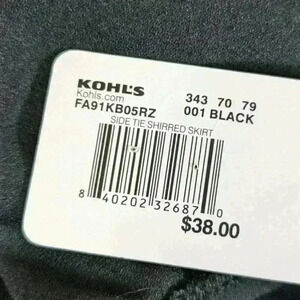 KOHL'S 343 70 79
Kohls.com
FA91KB05RZ 001 BLACK
SIDE TIE SHIRRED SKIRT
8 40202 32687 0
$38.00